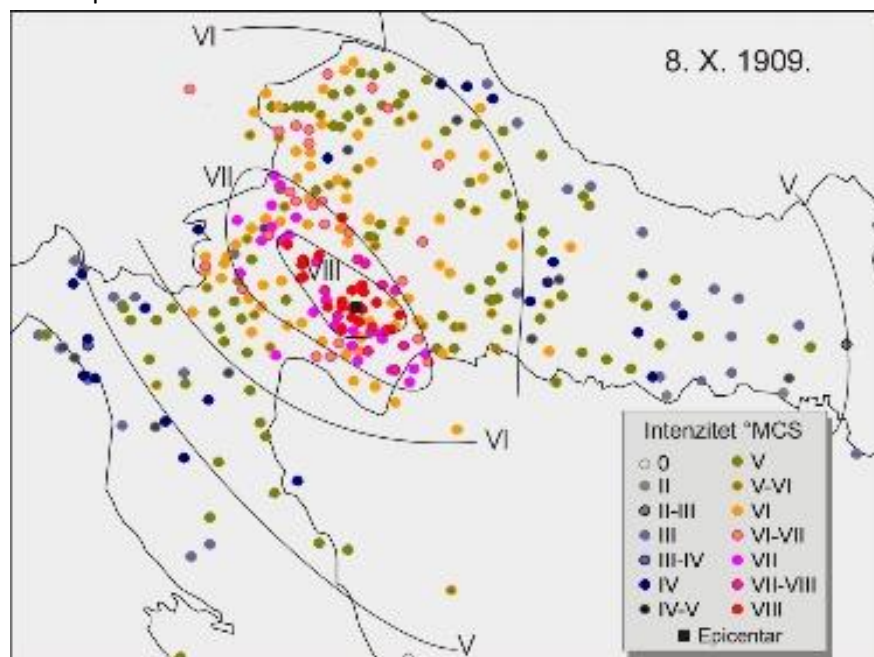 VI
8. X. 1909.
VII
V
VIII
VI
Intenzitet °MCS
0
V
II
V-VI
II-III
VI
III
VI-VII
III-IV
VII
IV
VII-VIII
IV-V
VIII
Epicentar
V